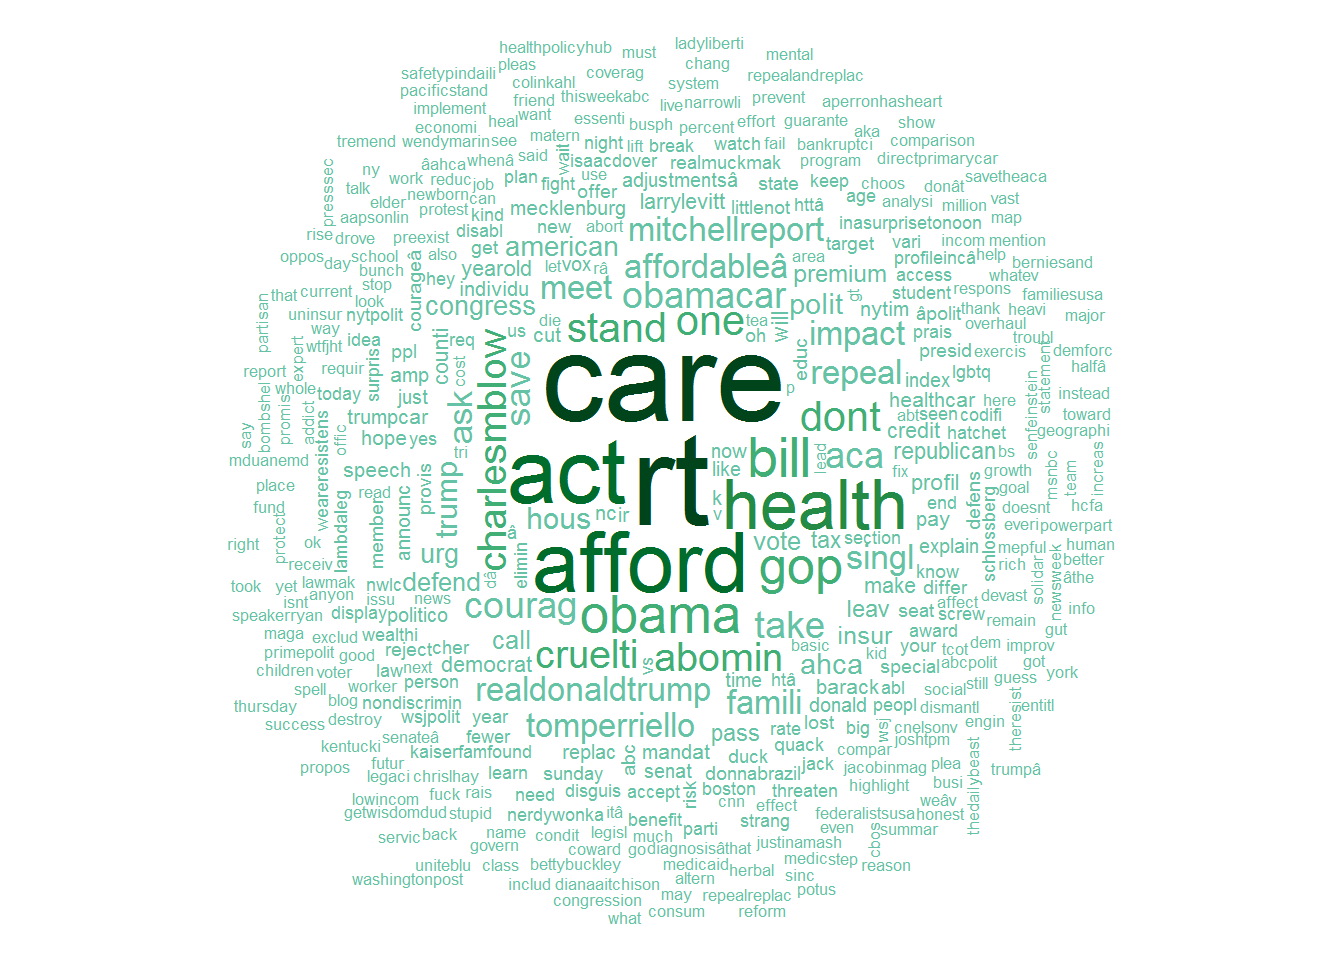 healthpolicyhub must ladyliberti mental
pleas chang
safetypindaili colinkahl coverag system repealandreplac
pacificstand friend thisweekabc live narrowli prevent aperronhasheart
implement want essenti busph percent effort guarante show
economi heal matern night lift break watch fail bankruptci aka comparison
tremend wendymarin see said wait isaacdover realmuckmak program directprimarycar
âahca whenâ plan fight use adjustmentsâ state keep choos donât savetheaca
ny work reduc job offer larrylevitt littlenot httâ age analysi million vast
presssec talk elder newborn can mecklenburg abort inasurprisetonoon map
aapsonlin protest kind new mitchellreport target vari incom mention
rise drove preexist disabl american area profileincâ help berniesand
oppos day school also get let vox râ affordableâ premium access whatev
that bunch courageâ hey yearold meet obamacar gt student respons familiesusa
current stop individu polit nytim thank heavi major
uninsur look nytpolit congress stand one tea will âpolit overhaul
partisan way idea counti req us die cut oh impact prais troubl
wtfjht surpris ppl save care educ presid exercis demforc
report expert requir amp cost p repeal index lgbtq statement halfâ
whole today just ask charlesmblow dont healthcar here instead
bombshel promis addict trumpcar abt seen codifi senfeinstein toward
say offic hope yes tri act rt now bill lead aca credit hatchet geographi
mduanemd weareresistens speech trump like republican bs msnbc team increas
place read provis k health fix profil growth goal
fund lambdaleg member announc hous nc ir v end defens doesnt hcfa
protect ok â pay everi powerpart
right receiv urg elimin afford vote tax section explain schlossberg mepful human
took yet lawmak nwlc defend dâ gop singl know rich better
isnt anyon issu news make differ solidar âthe
speakerryan display politico courag obama take leav seat affect screw devast newsweek info
maga exclud wealthi call insur award remain gut
primepolit good reject cher cruelti vs abomin basic kid your tcot dem improv
children voter law next democrat ahca special abcpolit got
spell worker person realdonaldtrump time htâ barack abl social still guess york
thursday blog nondiscrimin famili donald peopl dismantl entitl
success destroy wsjpolit year tomperriello pass rate lost big wsj cnelsonv engin theresist
kentucki senateâ fewer joshtpm
propos futur kaiserfamfound replac abc mandat duck quack compar plea trumpâ
legaci chrislhay learn sunday senat donnabrazil jack jacobinmag busi
lowincom fuck rais need disguis accept risk boston threaten highlight thedailybeast
getwisdomdud stupid nerdywonka itâ benefit cnn effect federalistsusa weâv honest
servic back name condit legisl much parti strang even cbos summar
govern coward godiagnosisâthat justinamash
uniteblu class bettybuckley medicaid herbal medic step reason
washingtonpost includ dianaaitchison altern sinc potus
congression may repealreplac
what consum reform